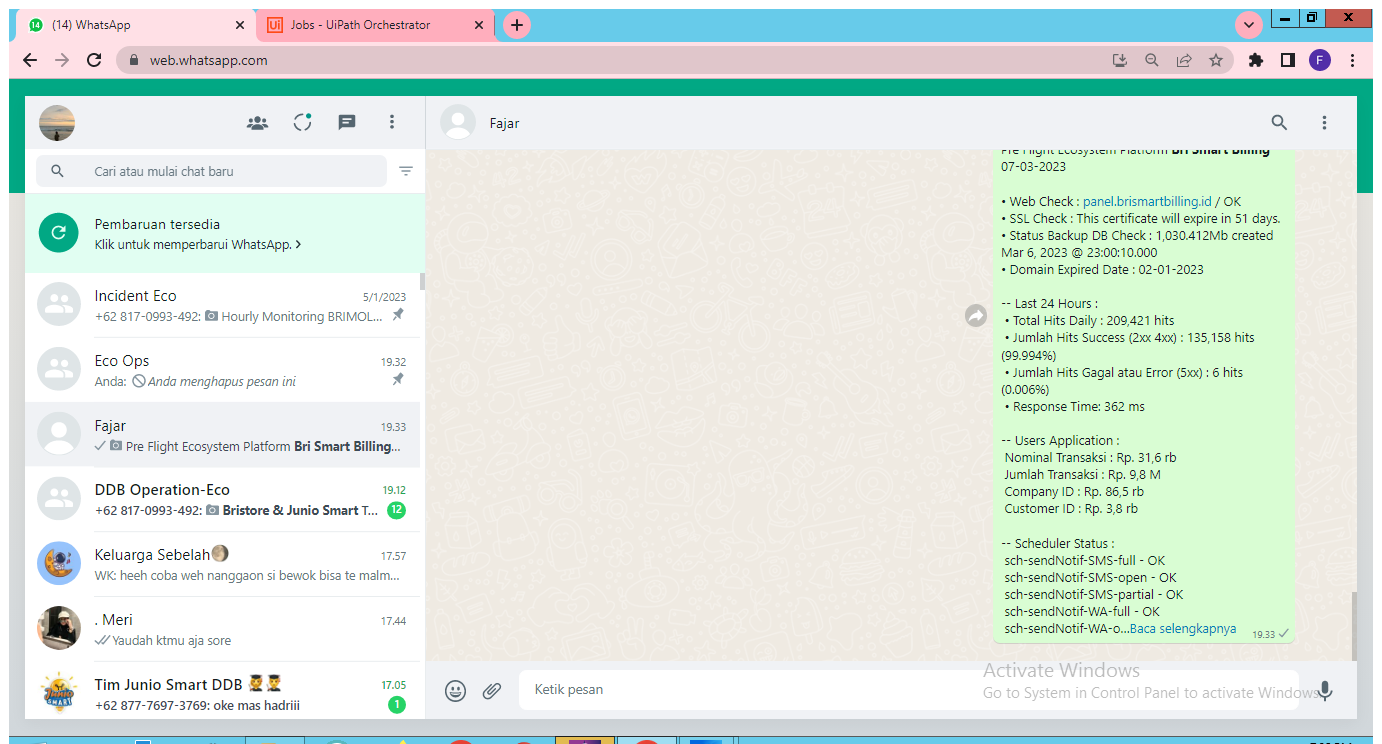 14 (14) WhatsApp
Ui Jobs - UiPath Orchestrator
web.whatsapp.com
F
Fajar
Cari atau mulai chat baru
Pembaruan tersedia
Klik untuk memperbarui WhatsApp.
Incident Eco 5/1/2023
+62 817-0993-492: Hourly Monitoring BRIMOL...
Eco Ops 19.32
Anda: Anda menghapus pesan ini
Fajar 19.33
Pre Flight Ecosystem Platform Bri Smart Billing...
DDB Operation-Eco 19.12
+62 817-0993-492: Bristore & Junio Smart T... 12
Keluarga Sebelah 17.57
WK: heeh coba weh nanggaon si bewok bisa te malm...
. Meri 17.44
Yaudah ktmu aja sore
Tim Junio Smart DDB 17.05
+62 877-7697-3769: oke mas hadriii 1
Pre Flight Ecosystem Platform Bri Smart Billing
07-03-2023
• Web Check : panel.brismartbilling.id / OK
• SSL Check : This certificate will expire in 51 days.
• Status Backup DB Check : 1,030.412Mb created
Mar 6, 2023 @ 23:00:10.000
• Domain Expired Date : 02-01-2023
-- Last 24 Hours :
• Total Hits Daily : 209,421 hits
• Jumlah Hits Success (2xx 4xx) : 135,158 hits
(99.994%)
• Jumlah Hits Gagal atau Error (5xx) : 6 hits
(0.006%)
• Response Time: 362 ms
-- Users Application :
Nominal Transaksi : Rp. 31,6 rb
Jumlah Transaksi : Rp. 9,8 M
Company ID : Rp. 86,5 rb
Customer ID : Rp. 3,8 rb
-- Scheduler Status :
sch-sendNotif-SMS-full - OK
sch-sendNotif-SMS-open - OK
sch-sendNotif-SMS-partial - OK
sch-sendNotif-WA-full - OK
sch-sendNotif-WA-o...Baca selengkapnya 19.33
Ketik pesan
Activate Windows
Go to System in Control Panel to activate Windows.